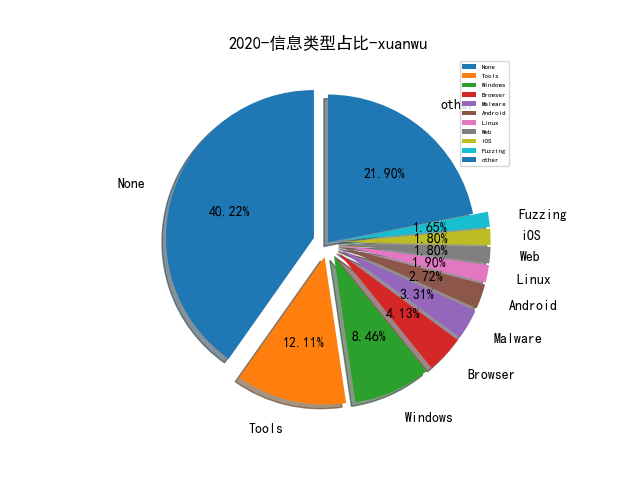 2020-信息类型占比-xuanwu
None
Tools
Windows
Browser
Malware
Android
Linux
Web
iOS
Fuzzing
other
other
21.90%
None
40.22%
Fuzzing
1.65%
iOS
1.80%
Web
1.80%
Linux
1.90%
Android
2.72%
Malware
3.31%
Browser
4.13%
Windows
8.46%
Tools
12.11%